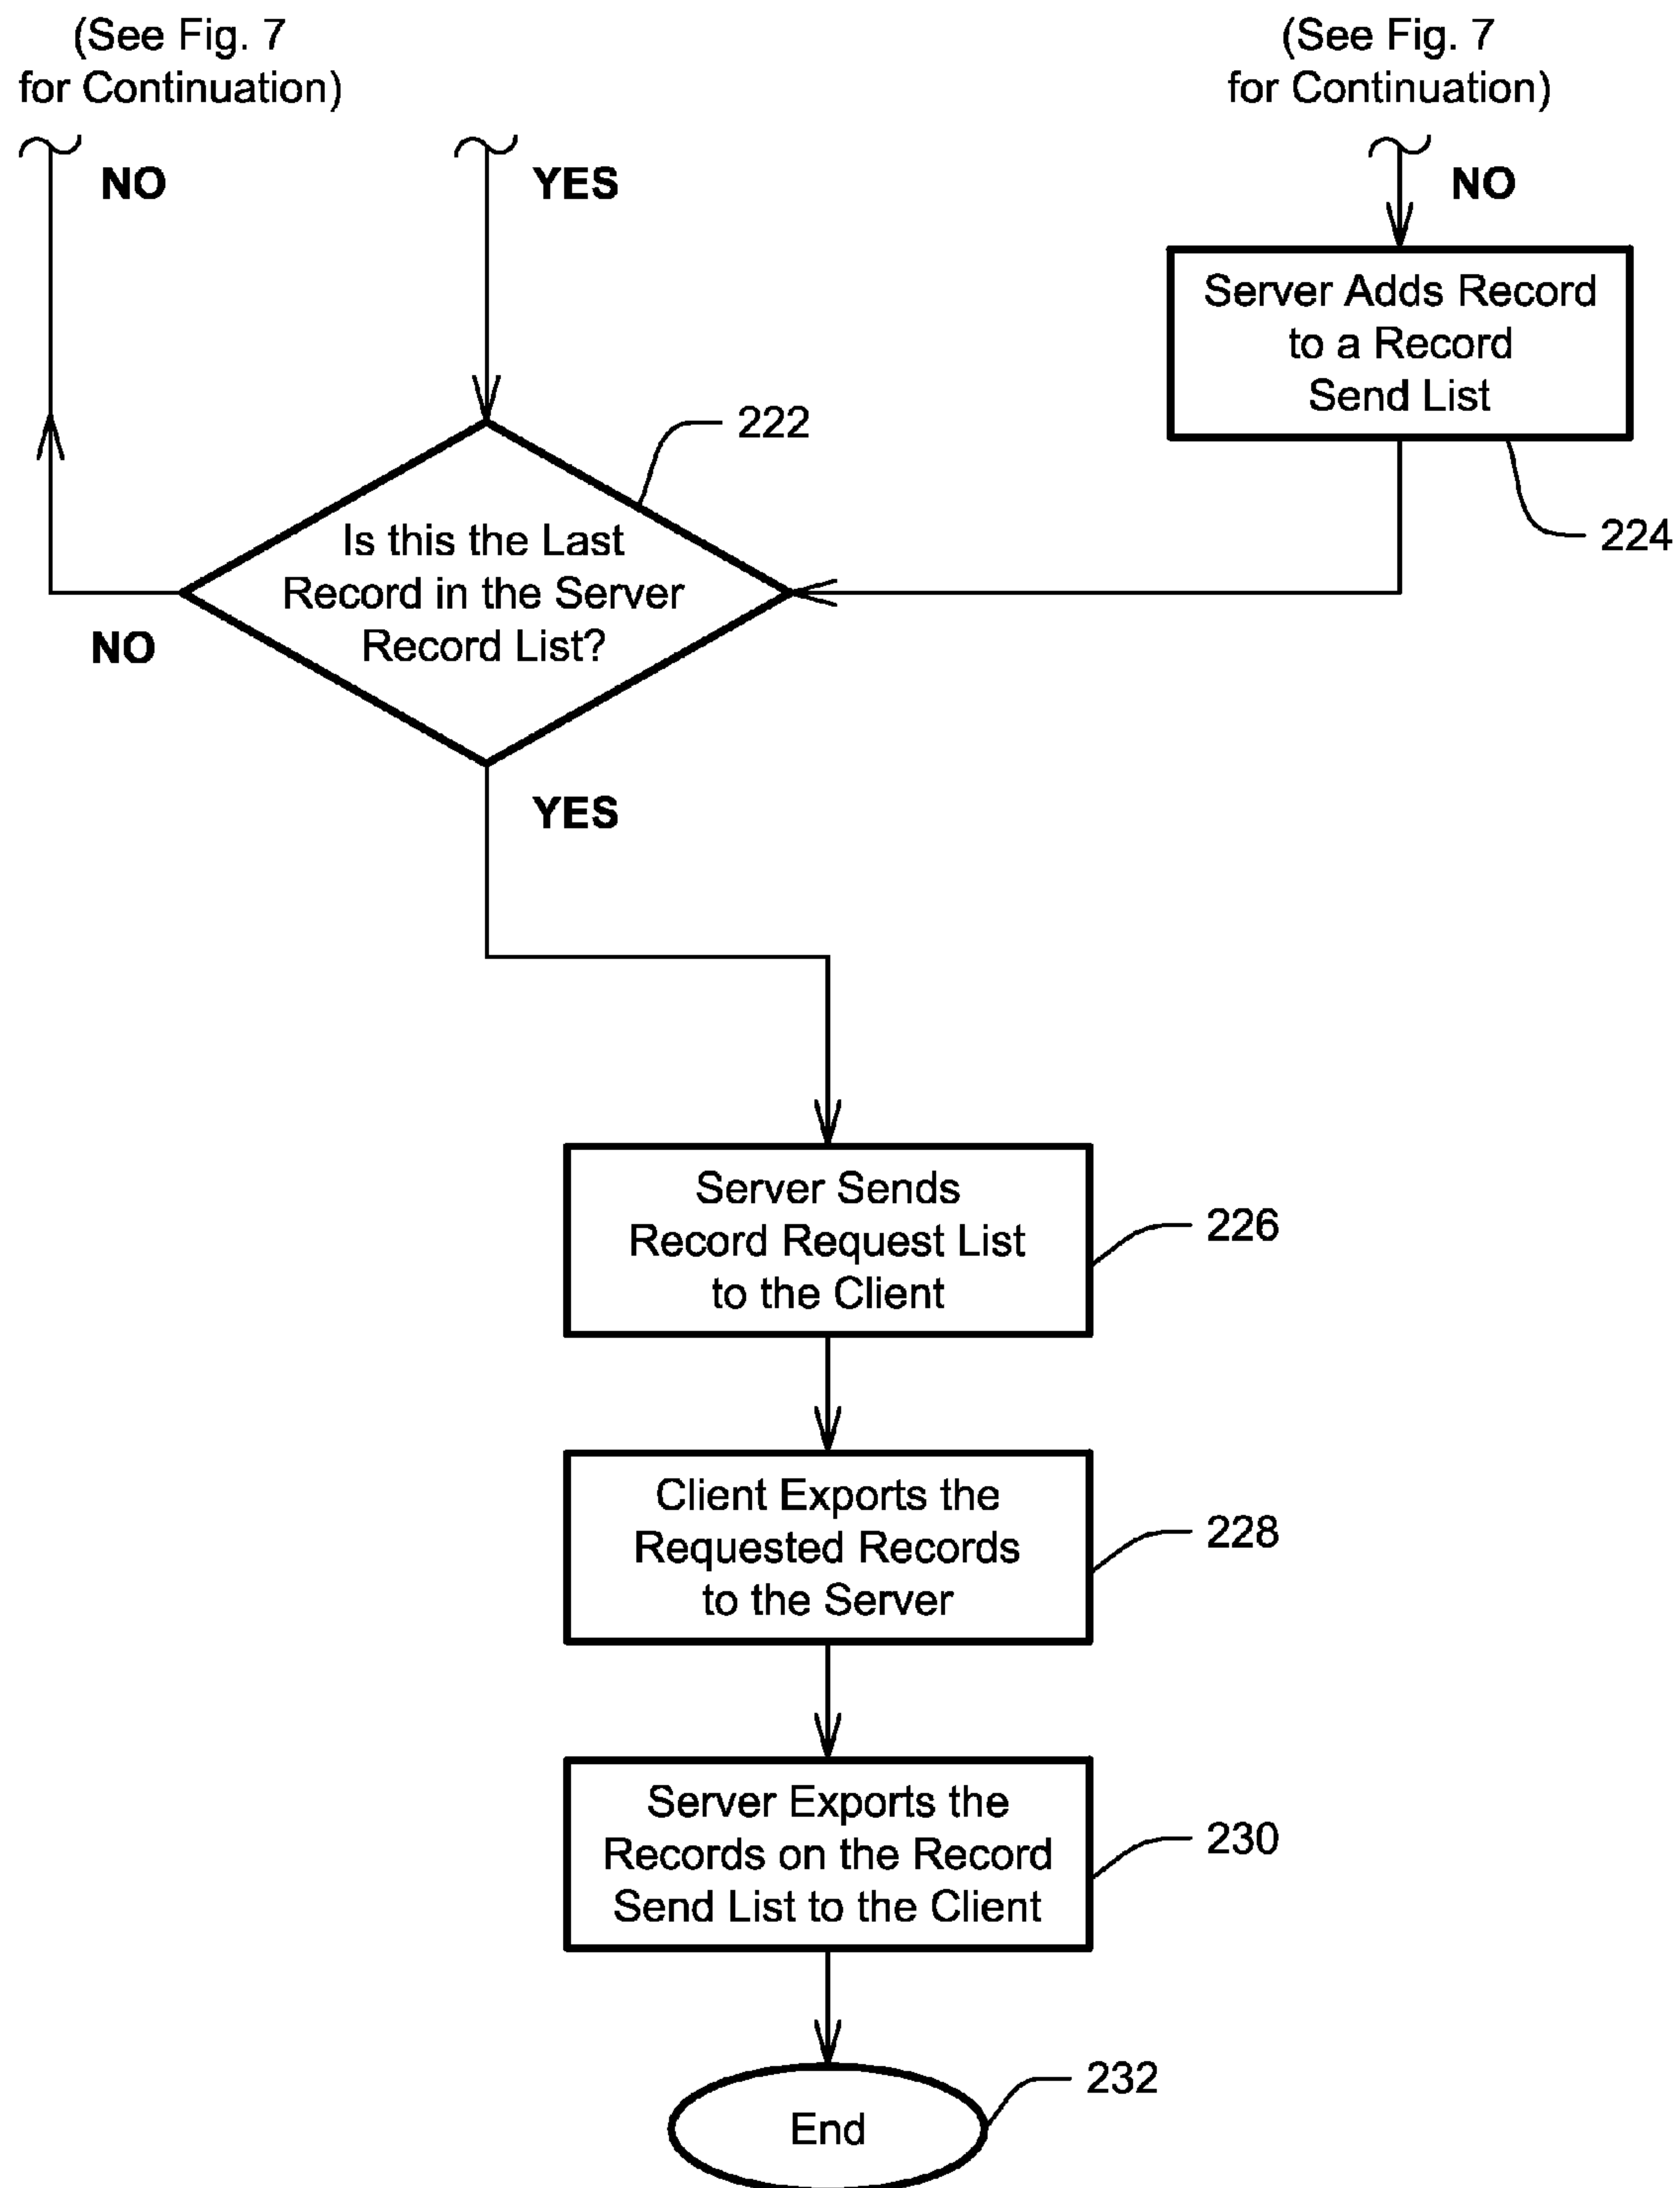 (See Fig. 7
for Continuation)
(See Fig. 7
for Continuation)
NO
YES
NO
Server Adds Record
to a Record
Send List
222
224
Is this the Last
Record in the Server
Record List?
NO
YES
Server Sends
Record Request List
to the Client
226
Client Exports the
Requested Records
to the Server
228
Server Exports the
Records on the Record
Send List to the Client
230
232
End